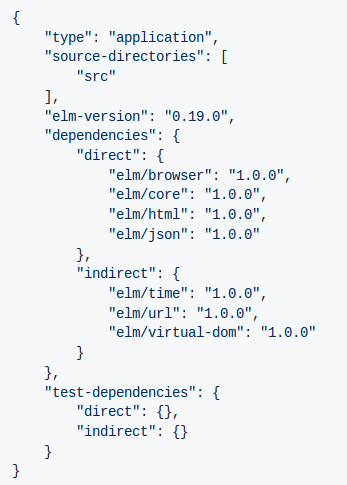 {
    "type": "application",
    "source-directories": [
        "src"
    ],
    "elm-version": "0.19.0",
    "dependencies": {
        "direct": {
            "elm/browser": "1.0.0",
            "elm/core": "1.0.0",
            "elm/html": "1.0.0",
            "elm/json": "1.0.0"
        },
        "indirect": {
            "elm/time": "1.0.0",
            "elm/url": "1.0.0",
            "elm/virtual-dom": "1.0.0"
        }
    },
    "test-dependencies": {
        "direct": {},
        "indirect": {}
    }
}